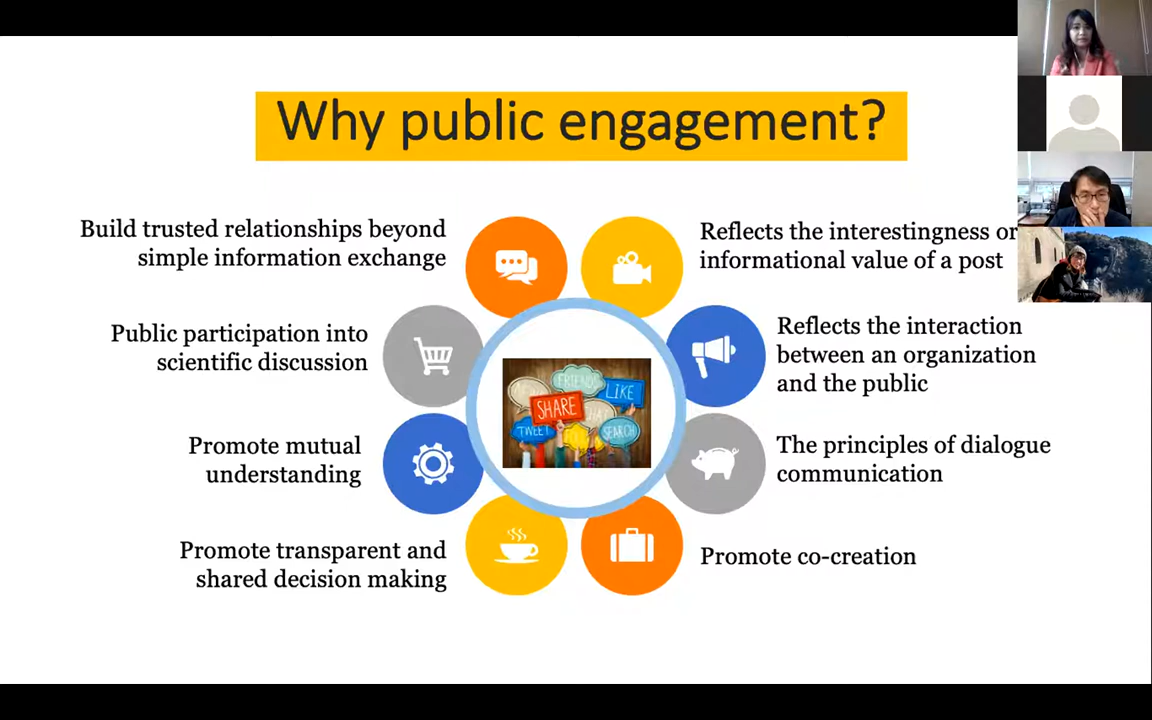 Why public engagement?
Build trusted relationships beyond
simple information exchange
Reflects the interestingness or
informational value of a post
Public participation into
scientific discussion
Reflects the interaction
between an organization
and the public
Promote mutual
understanding
The principles of dialogue
communication
Promote transparent and
shared decision making
Promote co-creation
FRIENDS
LIKE
SHARE
CHAT
TWEET
SEARCH